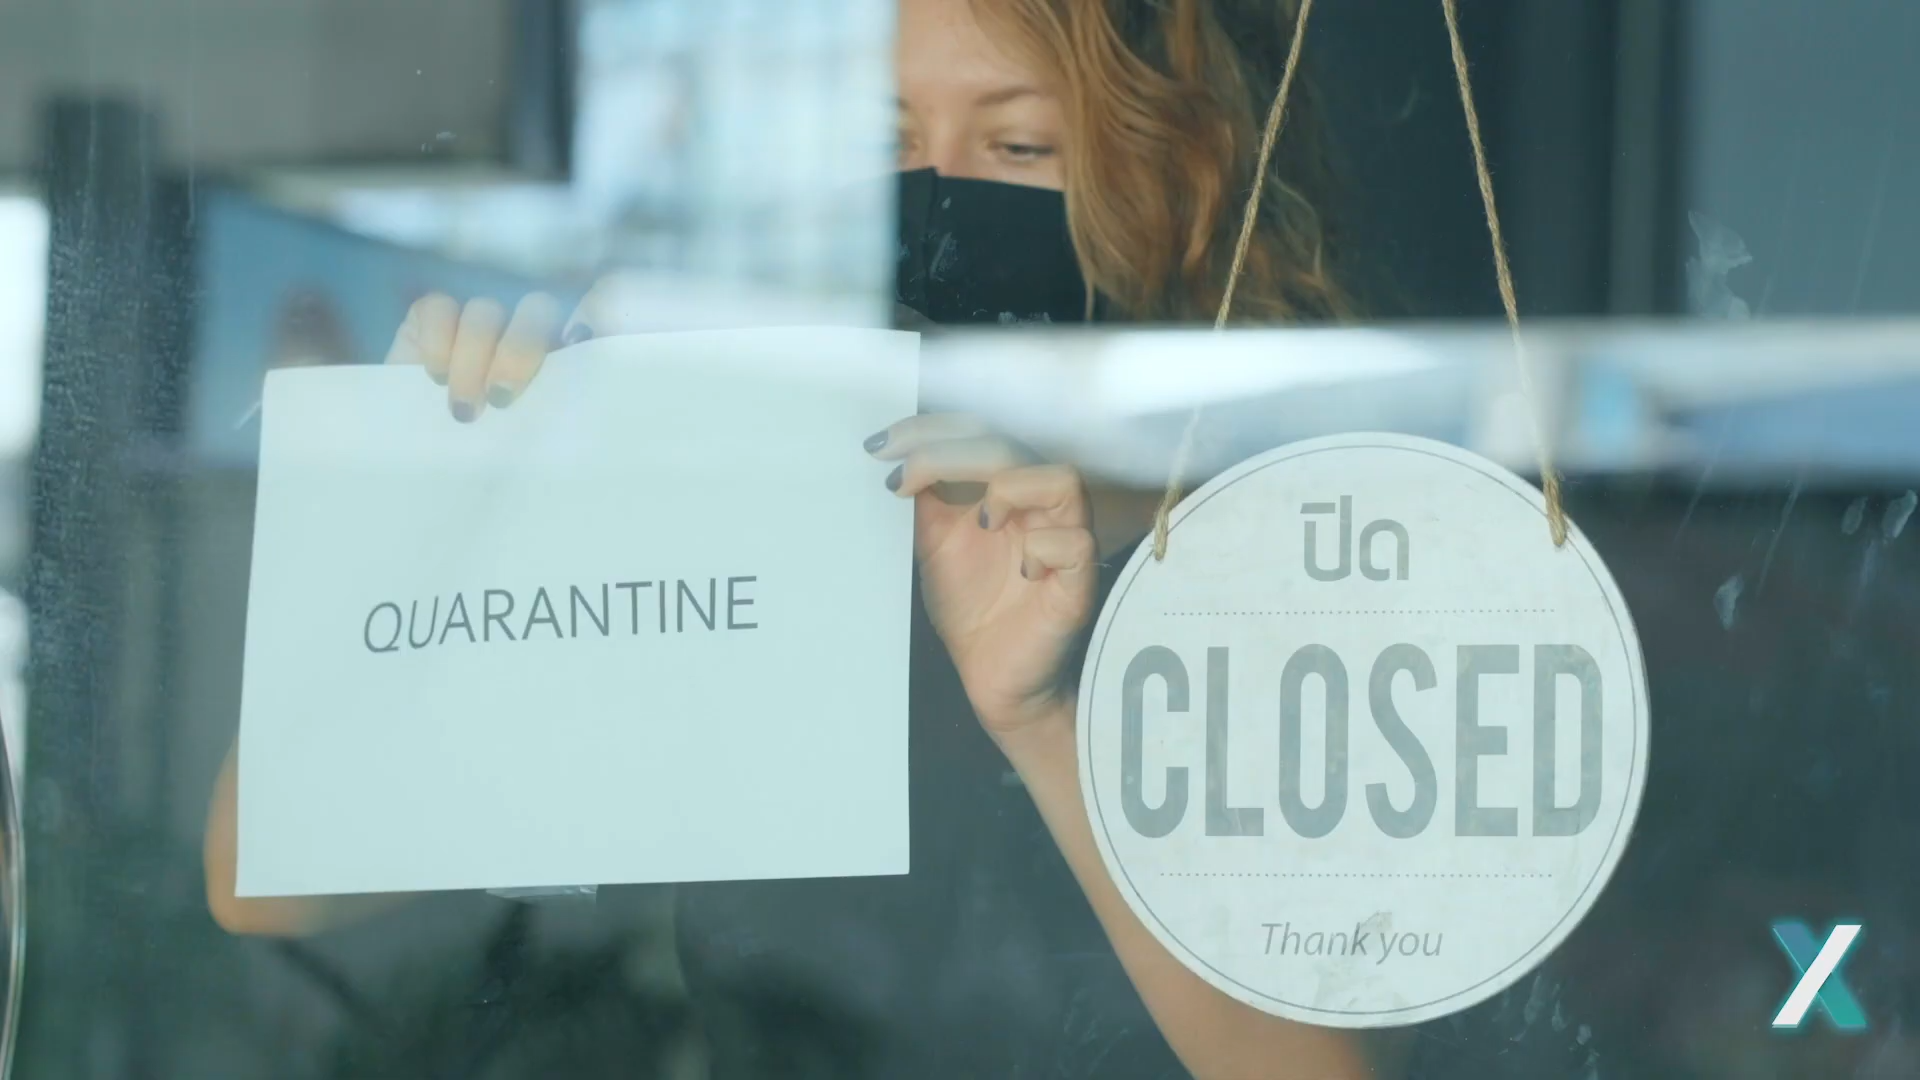 QUARANTINE
ปิด
CLOSED
Thank you
X